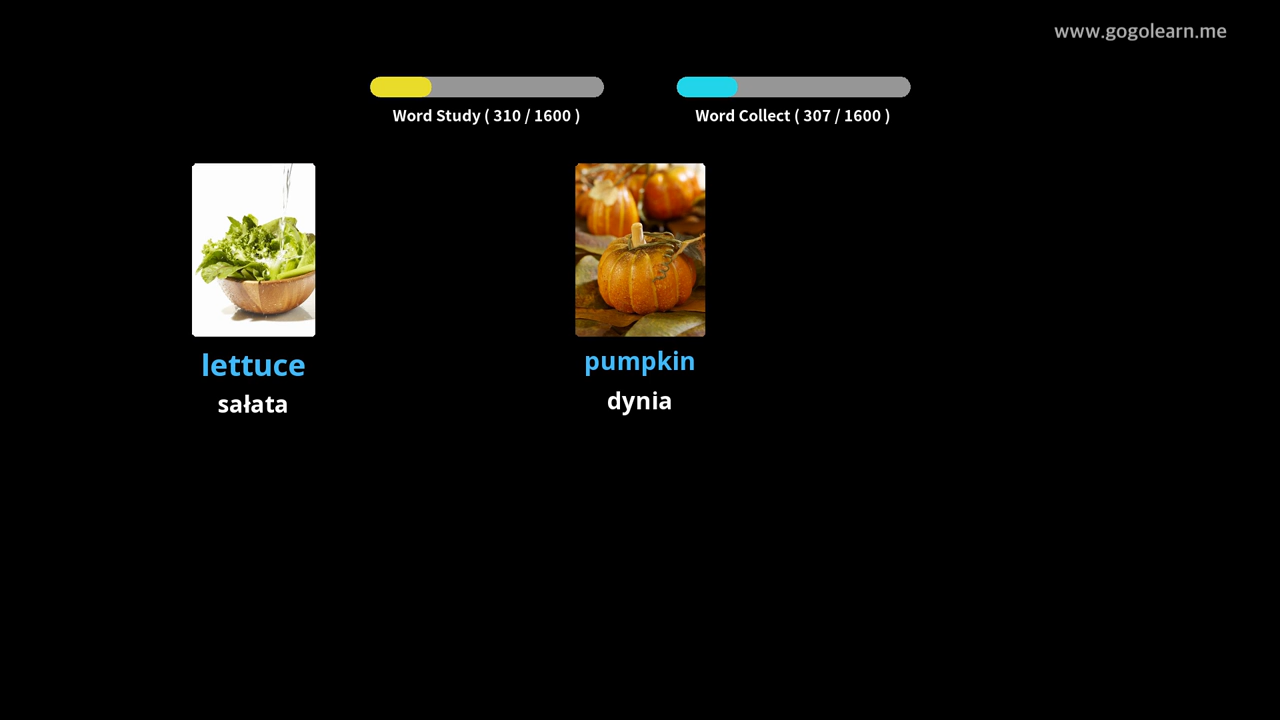 www.gogolearn.me
Word Study ( 310 / 1600 )
Word Collect ( 307 / 1600 )
lettuce
sałata
pumpkin
dynia